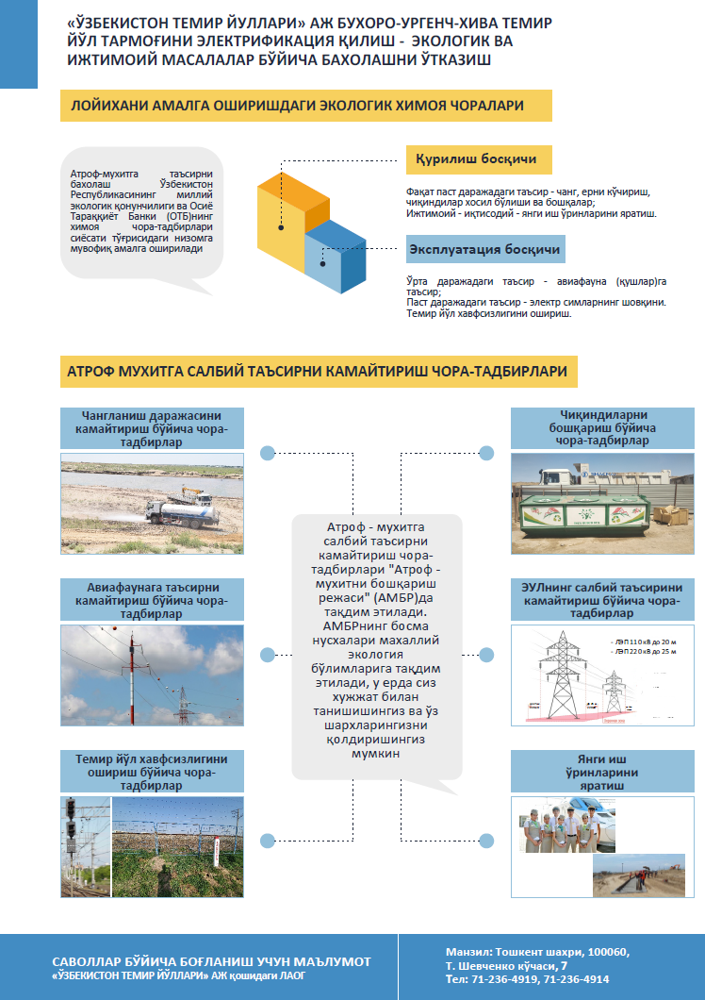 «ЎЗБЕКИСТОН ТЕМИР ЙУЛЛАРИ» АЖ БУХОРО-УРГЕНЧ-ХИВА ТЕМИР
ЙЎЛ ТАРМОҒИНИ ЭЛЕКТРИФИКАЦИЯ ҚИЛИШ - ЭКОЛОГИК ВА
ИЖТИМОИЙ МАСАЛАЛАР БЎЙИЧА БАХОЛАШНИ ЎТКАЗИШ
ЛОЙИХАНИ АМАЛГА ОШИРИШДАГИ ЭКОЛОГИК ХИМОЯ ЧОРАЛАРИ
Атроф-мухитга таъсирни
бахолаш Ўзбекистон
Республикасининг миллий
экологик қонунчилиги ва Осиё
Тараққиёт Банки (ОТБ)нинг
химоя чора-тадбирлари
сиёсати тўғрисидаги низомга
мувофиқ амалга оширилади
Қурилиш босқичи
Фақат паст даражадаги таъсир - чанг, ерни кўчириш,
чиқиндилар хосил бўлиши ва бошқалар;
Ижтимоий - иқтисодий - янги иш ўринларини яратиш.
Эксплуатация босқичи
Ўрта даражадаги таъсир - авиафауна (қушлар)га
таъсир;
Паст даражадаги таъсир - электр симларнинг шовқини.
Темир йўл хавфсизлигини ошириш.
АТРОФ МУХИТГА САЛБИЙ ТАЪСИРНИ КАМАЙТИРИШ ЧОРА-ТАДБИРЛАРИ
Чангланиш даражасини
камайтириш бўйича чора-
тадбирлар
Авиафаунага таъсирни
камайтириш бўйича чора-
тадбирлар
Темир йўл хавфсизлигини
ошириш бўйича чора-
тадбирлар
Атроф - мухитга
салбий таъсирни
камайтириш чора-
тадбирлари "Атроф -
мухитни бошқариш
режаси" (АМБР)да
тақдим этилади.
АМБРнинг босма
нусхалари махаллий
экология
бўлимларига тақдим
этилади, у ерда сиз
хужжат билан
танишишингиз ва ўз
шархларингизни
қолдиришингиз
мумкин
Чиқиндиларни
бошқариш бўйича
чора-тадбирлар
ЭУЛнинг салбий таъсирини
камайтириш бўйича чора-
тадбирлар
- ЛЭП 110 кВ до 20 м
- ЛЭП 220 кВ до 25 м
Янги иш
ўринларини
яратиш
САВОЛЛАР БЎЙИЧА БОҒЛАНИШ УЧУН МАЪЛУМОТ
«ЎЗБЕКИСТОН ТЕМИР ЙЎЛЛАРИ» АЖ қошидаги ЛАОГ
Манзил: Тошкент шахри, 100060,
Т. Шевченко кўчаси, 7
Тел: 71-236-4919, 71-236-4914